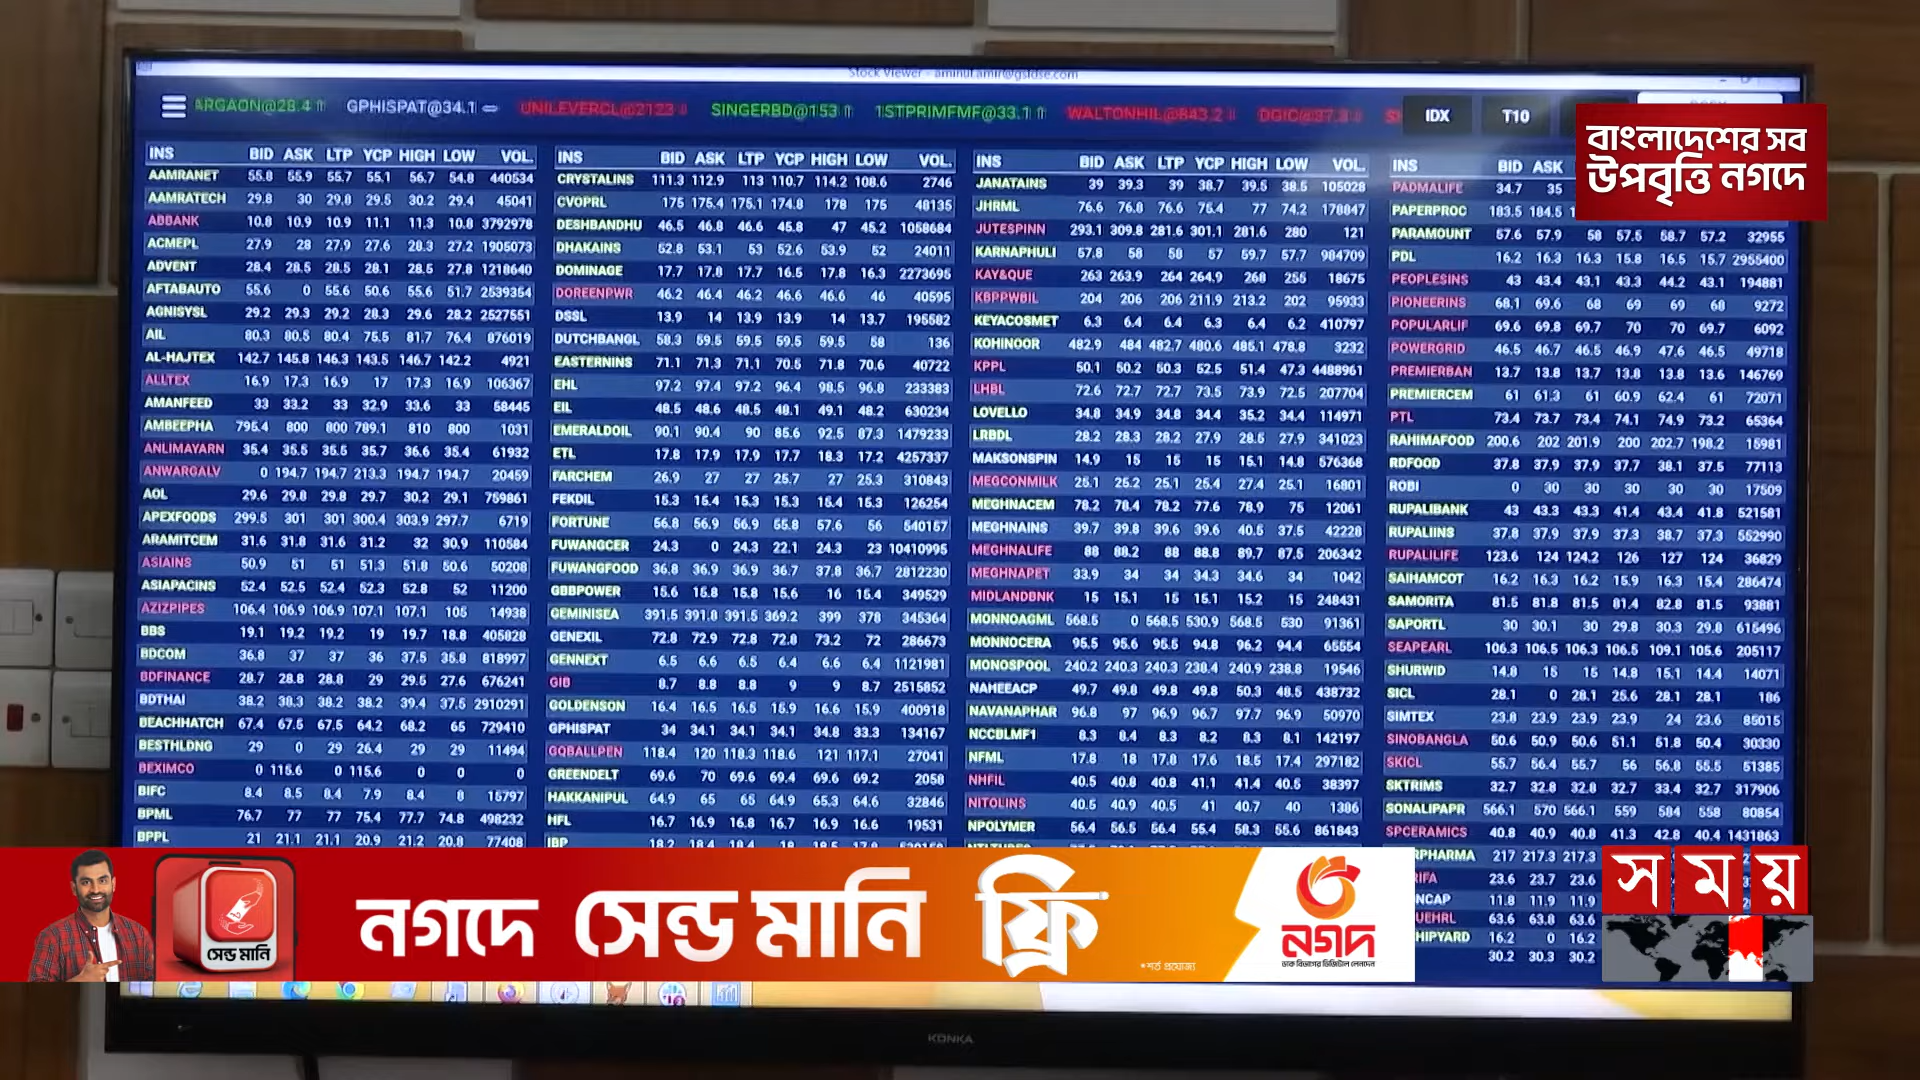 Stock Viewer - aminul.amir@gsldse.com
ARGAON@28.4 GPHISPAT@34.1 UNILEVERCL@2123 SINGERBD@153 1STPRIMFMF@33.1 WALTONHIL@843.2 DGIC@37.3 IDX T10
বাংলাদেশের সব
উপবৃত্তি নগদে
INS BID ASK LTP YCP HIGH LOW VOL.
AAMRANET 55.8 55.9 55.7 55.1 56.7 54.8 440534
AAMRATECH 29.8 30 29.8 29.5 30.2 29.4 45041
ABBANK 10.8 10.9 10.9 11.1 11.3 10.8 3792978
ACMEPL 27.9 28 27.9 27.6 28.3 27.2 1905073
ADVENT 28.4 28.5 28.5 28.1 28.5 27.8 1218640
AFTABAUTO 55.6 0 55.6 50.6 55.6 51.7 2539354
AGNISYSL 29.2 29.3 29.2 28.3 29.6 28.2 2527551
AIL 80.3 80.5 80.4 75.5 81.7 76.4 876019
AL-HAJTEX 142.7 145.8 146.3 143.5 146.7 142.2 4921
ALLTEX 16.9 17.3 16.9 17 17.3 16.9 106367
AMANFEED 33 33.2 33 32.9 33.6 33 58445
AMBEEPHA 795.4 800 800 789.1 810 800 1031
ANLIMAYARN 35.4 35.5 35.5 35.7 36.6 35.4 61932
ANWARGALV 0 194.7 194.7 213.3 194.7 194.7 20459
AOL 29.6 29.8 29.8 29.7 30.2 29.1 759861
APEXFOODS 299.5 301 301 300.4 303.9 297.7 6719
ARAMITCEM 31.6 31.8 31.6 31.2 32 30.9 110584
ASIAINS 50.9 51 51 51.3 51.8 50.6 50208
ASIAPACINS 52.4 52.5 52.4 52.3 52.8 52 11200
AZIZPIPES 106.4 106.9 106.9 107.1 107.1 105 14938
BBS 19.1 19.2 19.2 19 19.7 18.8 405828
BDCOM 36.8 37 37 36 37.5 35.8 818997
BDFINANCE 28.7 28.8 28.8 29 29.5 27.6 676241
BDTHAI 38.2 38.3 38.2 38.2 39.4 37.5 2910291
BEACHHATCH 67.4 67.5 67.5 64.2 68.2 65 729410
BESTHLDNG 29 0 29 26.4 29 29 11494
BEXIMCO 0 115.6 0 115.6 0 0 0
BIFC 8.4 8.5 8.4 7.9 8.4 8 15797
BPML 76.7 77 77 75.4 77.7 74.8 498232
BPPL 21 21.1 21.1 20.9 21.2 20.8 77408
INS BID ASK LTP YCP HIGH LOW VOL.
CRYSTALINS 111.3 112.9 113 110.7 114.2 108.6 2746
CVOPRL 175 175.4 175.1 174.8 178 175 48135
DESHBANDHU 46.5 46.8 46.6 45.8 47 45.2 1058684
DHAKAINS 52.8 53.1 53 52.6 53.9 52 24011
DOMINAGE 17.7 17.8 17.7 16.5 17.8 16.3 2273695
DOREENPWR 46.2 46.4 46.2 46.6 46.6 46 40595
DSSL 13.9 14 13.9 13.9 14 13.7 195582
DUTCHBANGL 58.3 59.5 59.5 59.5 59.5 58 136
EASTERNINS 71.1 71.3 71.1 70.5 71.8 70.6 40722
EHL 97.2 97.4 97.2 96.4 98.5 96.8 233383
EIL 48.5 48.6 48.5 48.1 49.1 48.2 630234
EMERALDOIL 90.1 90.4 90 85.6 92.5 87.3 1479233
ETL 17.8 17.9 17.9 17.7 18.3 17.2 4257337
FARCHEM 26.9 27 27 25.7 27 25.3 310843
FEKDIL 15.3 15.4 15.3 15.3 15.4 15.3 126254
FORTUNE 56.8 56.9 56.9 55.8 57.6 56 540157
FUWANGCER 24.3 0 24.3 22.1 24.3 23 10410995
FUWANGFOOD 36.8 36.9 36.9 36.7 37.8 36.7 2812230
GBBPOWER 15.6 15.8 15.8 15.6 16 15.4 349529
GEMINISEA 391.5 391.8 391.5 369.2 399 378 345364
GENEXIL 72.8 72.9 72.8 72.8 73.2 72 286673
GENNEXT 6.5 6.6 6.5 6.4 6.6 6.4 1121981
GIB 8.7 8.8 8.8 9 9 8.7 2515852
GOLDENSON 16.4 16.5 16.5 15.9 16.6 15.9 400918
GPHISPAT 34 34.1 34.1 34.1 34.8 33.3 134167
GQBALLPEN 118.4 120 118.3 118.6 121 117.1 27041
GREENDELT 69.6 70 69.6 69.4 69.6 69.2 2058
HAKKANIPUL 64.9 65 65 64.9 65.3 64.6 32846
HFL 16.7 16.9 16.8 16.7 16.9 16.6 19531
IBP 18.2 18.4 18.4 18
INS BID ASK LTP YCP HIGH LOW VOL.
JANATAINS 39 39.3 39 38.7 39.5 38.5 105028
JHRML 76.6 76.8 76.6 75.4 77 74.2 178847
JUTESPINN 293.1 309.8 281.6 301.1 281.6 280 121
KARNAPHULI 57.8 58 58 57 59.7 57.7 984709
KAY&QUE 263 263.9 264 264.9 268 255 18675
KBPPWBIL 204 206 206 211.9 213.2 202 95933
KEYACOSMET 6.3 6.4 6.4 6.3 6.4 6.2 410797
KOHINOOR 482.9 484 482.7 480.6 485.1 478.8 3232
KPPL 50.1 50.2 50.3 52.5 51.4 47.3 4488961
LHBL 72.6 72.7 72.7 73.5 73.9 72.5 207704
LOVELLO 34.8 34.9 34.8 34.4 35.2 34.4 114971
LRBDL 28.2 28.3 28.2 27.9 28.5 27.9 341023
MAKSONSPIN 14.9 15 15 15 15.1 14.8 576368
MEGCONMILK 25.1 25.2 25.1 25.4 27.4 25.1 16801
MEGHNACEM 78.2 78.4 78.2 77.6 78.9 75 12061
MEGHNAINS 39.7 39.8 39.6 39.6 40.5 37.5 42228
MEGHNALIFE 88 88.2 88 88.8 89.7 87.5 206342
MEGHNAPET 33.9 34 34 34.3 34.6 34 1042
MIDLANDBNK 15 15.1 15 15.1 15.2 15 248431
MONNOAGML 568.5 0 568.5 530.9 568.5 530 91361
MONNOCERA 95.5 95.6 95.5 94.8 96.2 94.4 65554
MONOSPOOL 240.2 240.3 240.3 238.4 240.9 238.8 19546
NAHEEACP 49.7 49.8 49.8 49.8 50.3 48.5 438732
NAVANAPHAR 96.8 97 96.9 96.7 97.7 96.9 50970
NCCBLMF1 8.3 8.4 8.3 8.2 8.3 8.1 142197
NFML 17.8 18 17.8 17.6 18.5 17.4 297182
NHFIL 40.5 40.8 40.8 41.1 41.4 40.5 38397
NITOLINS 40.5 40.9 40.5 41 40.7 40 1386
NPOLYMER 56.4 56.5 56.4 55.4 58.3 55.6 861843
INS BID ASK
PADMALIFE 34.7 35
PAPERPROC 183.5 184.5
PARAMOUNT 57.6 57.9 58 57.5 58.7 57.2 32955
PDL 16.2 16.3 16.3 15.8 16.5 15.7 2955400
PEOPLESINS 43 43.4 43.1 43.3 44.2 43.1 194881
PIONEERINS 68.1 69.6 68 69 69 68 9272
POPULARLIF 69.6 69.8 69.7 70 70 69.7 6092
POWERGRID 46.5 46.7 46.5 46.9 47.6 46.5 49718
PREMIERBAN 13.7 13.8 13.7 13.8 13.8 13.6 146769
PREMIERCEM 61 61.3 61 60.9 62.4 61 72071
PTL 73.4 73.7 73.4 74.1 74.9 73.2 65364
RAHIMAFOOD 200.6 202 201.9 200 202.7 198.2 15981
RDFOOD 37.8 37.9 37.9 37.7 38.1 37.5 77113
ROBI 0 30 30 30 30 30 17509
RUPALIBANK 43 43.3 43.3 41.4 43.4 41.8 521581
RUPALIINS 37.8 37.9 37.9 37.3 38.7 37.3 552990
RUPALILIFE 123.6 124 124.2 126 127 124 36829
SAIHAMCOT 16.2 16.3 16.2 15.9 16.3 15.4 286474
SAMORITA 81.5 81.8 81.5 81.4 82.8 81.5 93881
SAPORTL 30 30.1 30 29.8 30.3 29.8 615496
SEAPEARL 106.3 106.5 106.3 106.5 109.1 105.6 205117
SHURWID 14.8 15 15 14.8 15.1 14.4 14071
SICL 28.1 0 28.1 25.6 28.1 28.1 186
SIMTEX 23.8 23.9 23.9 23.9 24 23.6 85015
SINOBANGLA 50.6 50.9 50.6 51.1 51.8 50.4 30330
SKICL 55.7 56.4 55.7 56 56.8 55.5 51385
SKTRIMS 32.7 32.8 32.8 32.7 33.4 32.7 317906
SONALIPAPR 566.1 570 566.1 559 584 558 80854
SPCERAMICS 40.8 40.9 40.8 41.3 42.8 40.4 1431863
RPHARMA 217 217.3 217.3
RIFA 23.6 23.7 23.6
NCAP 11.8 11.9 11.9
UEHRL 63.6 63.8 63.6
HIPYARD 16.2 0 16.2
30.2 30.3 30.2
সেন্ড মানি
নগদে সেন্ড মানি ফ্রি
*শর্ত প্রযোজ্য
নগদ
ডাক বিভাগের ডিজিটাল লেনদেন
সময়
KONKA